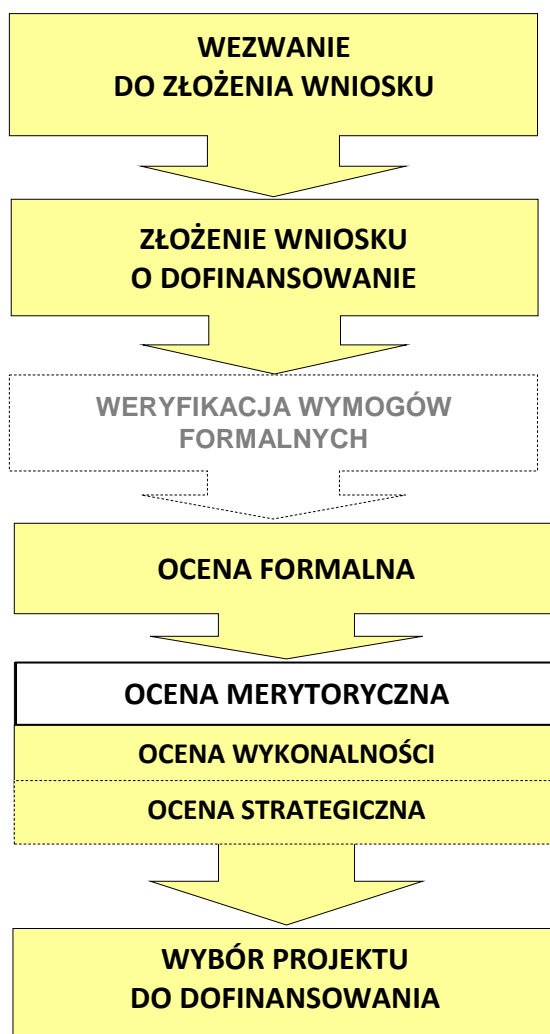 WEZWANIE
DO ZŁOŻENIA WNIOSKU
ZŁOŻENIE WNIOSKU
O DOFINANSOWANIE
WERYFIKACJA WYMOGÓW
FORMALNYCH
OCENA FORMALNA
OCENA MERYTORYCZNA
OCENA WYKONALNOŚCI
OCENA STRATEGICZNA
WYBÓR PROJEKTU
DO DOFINANSOWANIA